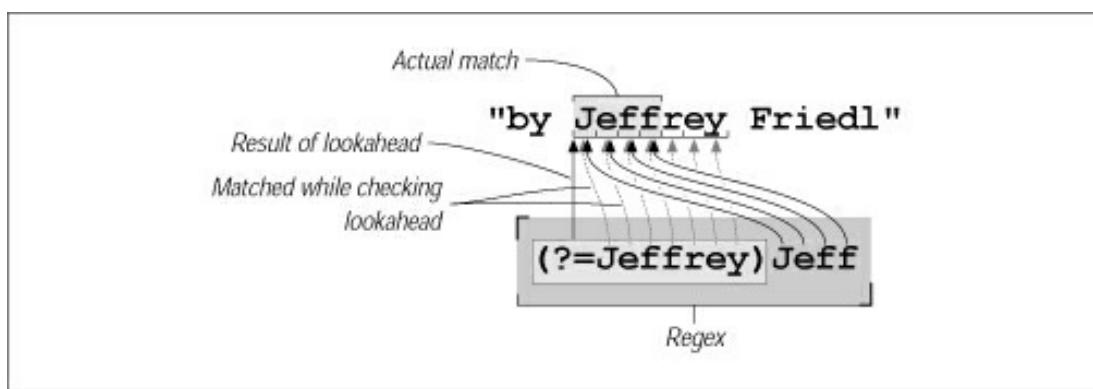 Actual match
"by Jeffrey Friedl"
Result of lookahead
Matched while checking
lookahead
(?=Jeffrey)Jeff
Regex